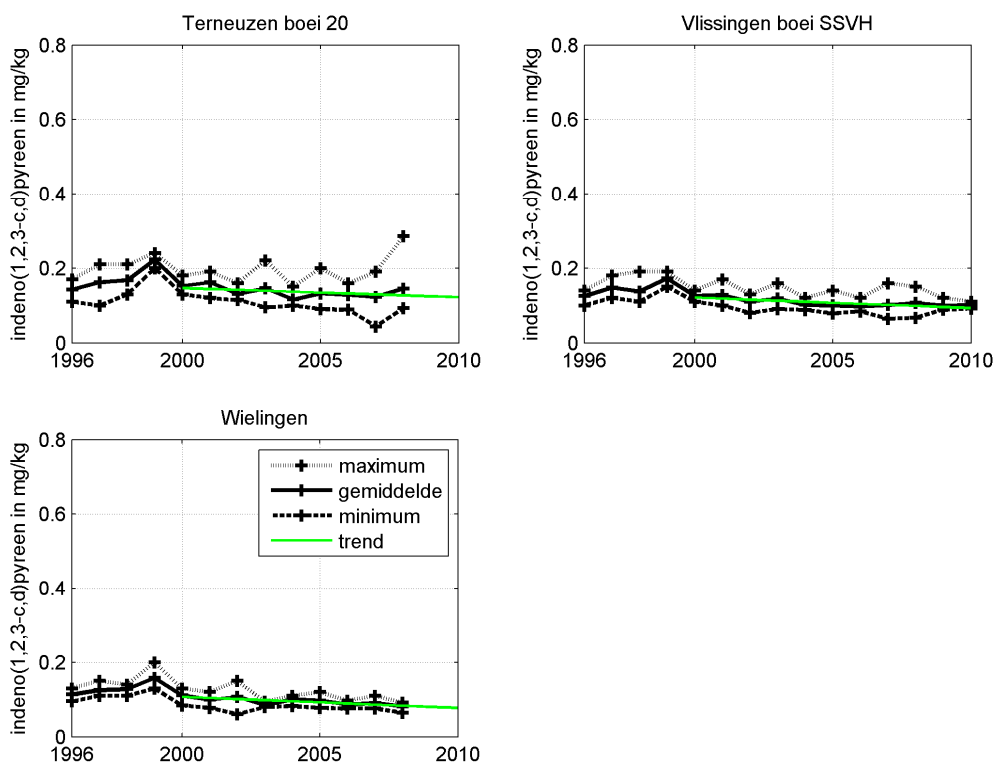 Terneuzen boei 20
indeno(1,2,3-c,d)pyreen in mg/kg
0.8
0.6
0.4
0.2
0
1996 2000 2005 2010
Vlissingen boei SSVH
indeno(1,2,3-c,d)pyreen in mg/kg
0.8
0.6
0.4
0.2
0
1996 2000 2005 2010
Wielingen
indeno(1,2,3-c,d)pyreen in mg/kg
0.8
0.6
0.4
0.2
0
1996 2000 2005 2010
maximum
gemiddelde
minimum
trend